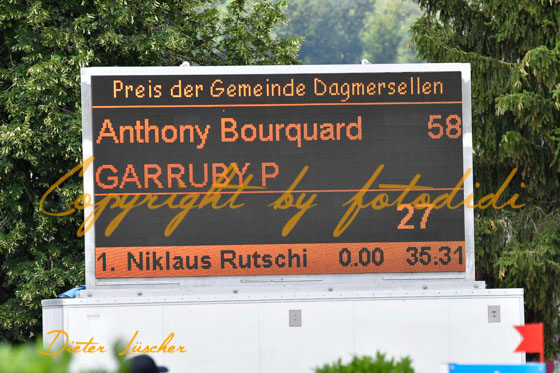 Preis der Gemeinde Dagmersellen
Anthony Bourquard 58
GARRUBY P
Copyright by fotodidi
27
1. Niklaus Rutschi 0.00 35.31
Dieter Lüscher